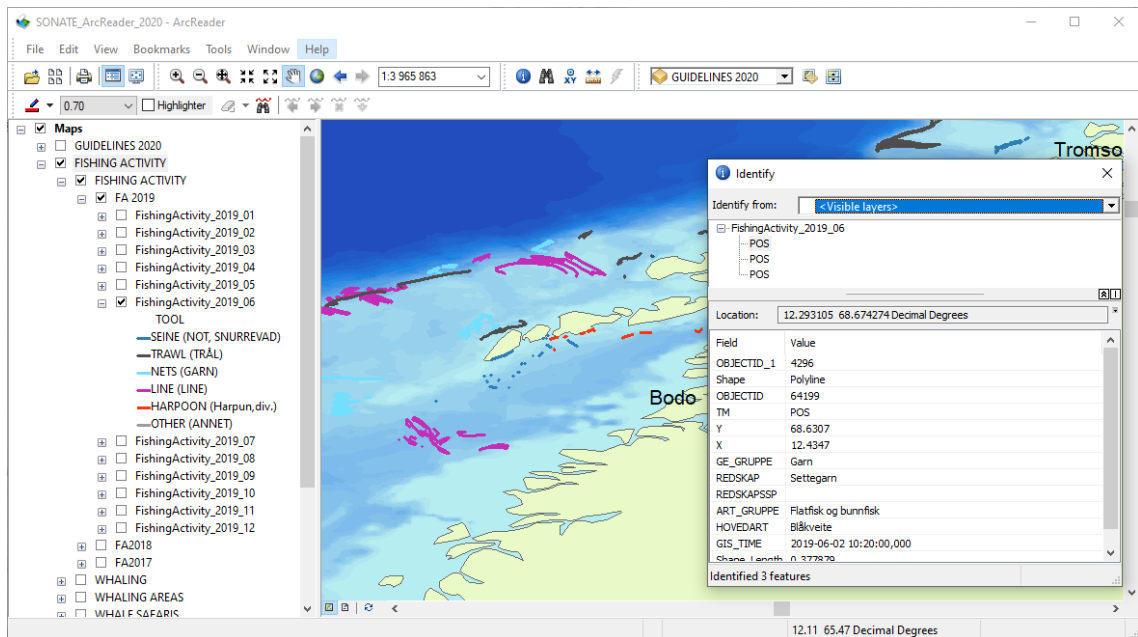 SONATE_ArcReader_2020 - ArcReader
File Edit View Bookmarks Tools Window Help
1:3 965 863
XY
GUIDELINES 2020
0.70
Highlighter
Maps
GUIDELINES 2020
FISHING ACTIVITY
FISHING ACTIVITY
FA 2019
FishingActivity_2019_01
FishingActivity_2019_02
FishingActivity_2019_03
FishingActivity_2019_04
FishingActivity_2019_05
FishingActivity_2019_06
TOOL
SEINE (NOT, SNURREVAD)
TRAWL (TRÅL)
NETS (GARN)
LINE (LINE)
HARPOON (Harpun,div.)
OTHER (ANNET)
FishingActivity_2019_07
FishingActivity_2019_08
FishingActivity_2019_09
FishingActivity_2019_10
FishingActivity_2019_11
FishingActivity_2019_12
FA2018
FA2017
WHALING
WHALING AREAS
WHALE SAFARIS
Tromso
Bodo
Identify
Identify from: <Visible layers>
FishingActivity_2019_06
POS
POS
POS
Location: 12.293105 68.674274 Decimal Degrees
Field Value
OBJECTID_1 4296
Shape Polyline
OBJECTID 64199
TM POS
Y 68.6307
X 12.4347
GE_GRUPPE Garn
REDSKAP Settegarn
REDSKAPSSP
ART_GRUPPE Flatfisk og bunnfisk
HOVEDART Blåkveite
GIS_TIME 2019-06-02 10:20:00,000
Shape_Length 0.377879
Identified 3 features
12.11 65.47 Decimal Degrees